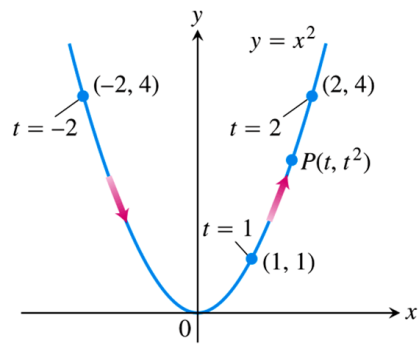 y
y = x²
(–2, 4)
(2, 4)
t = –2
t = 2
P(t, t²)
t = 1
(1, 1)
0
x